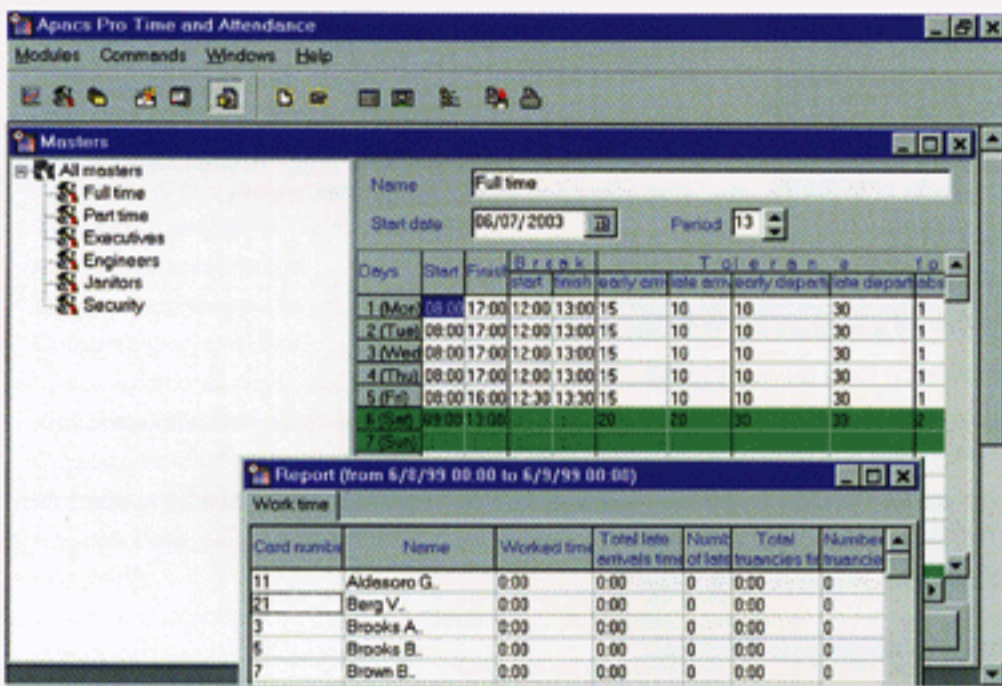 Apacs Pro Time and Attendance
Modules Commands Windows Help
Masters
All masters
Full time
Part time
Executives
Engineers
Janitors
Security
Name Full time
Start date 06/07/2003 Period 13
Break Toleran e fo
Days Start Finish start finish early arri late arriv early depart late depart abs
1 (Mon) 08:00 17:00 12:00 13:00 15 10 10 30 1
2 (Tue) 08:00 17:00 12:00 13:00 15 10 10 30 1
3 (Wed 08:00 17:00 12:00 13:00 15 10 10 30 1
4 (Thu) 08:00 17:00 12:00 13:00 15 10 10 30 1
5 (Fri) 08:00 16:00 12:30 13:30 15 10 10 30 1
6 (Sat) 09:00 13:00 20 20 30 2
7 (Sun)
Report (from 6/8/99 00:00 to 6/9/99 00:00)
Work time
Card numbe Name Worked time Total late Numb Total Number
arrivals time of late truancies ti truancie
11 Aldasoro G.. 0:00 0:00 0 0:00 0
21 Berg V.. 0:00 0:00 0 0:00 0
3 Brooks A.. 0:00 0:00 0 0:00 0
Brooks B.. 0:00 0:00 0 0:00 0
7 Brown B.. 0:00 0:00 0 0:00 0